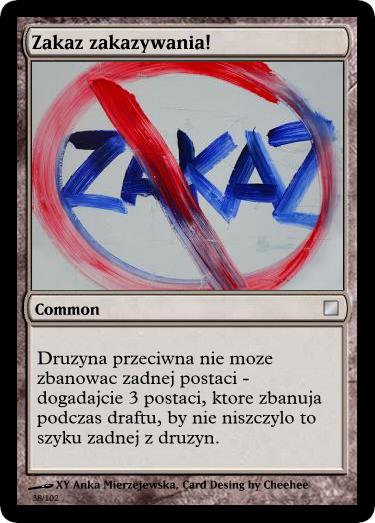 Zakaz zakazywania!
ZAKAZ
Common
Druzyna przeciwna nie moze
zbanowac zadnej postaci -
dogadajcie 3 postaci, ktore zbanuja
podczas draftu, by nie niszczylo to
szyku zadnej z druzyn.
XY Anka Mierzejewska, Card Desing by Cheehee
38/102